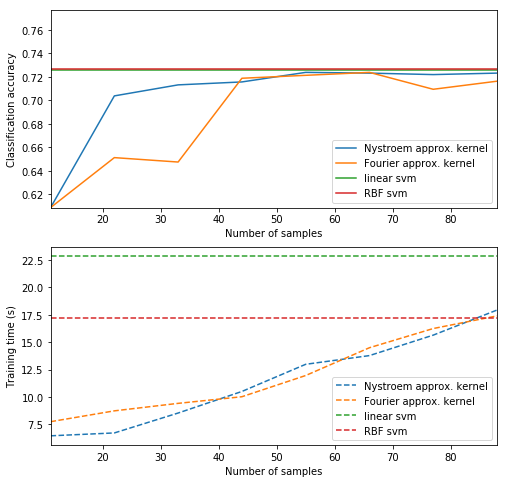 0.76
0.74
0.72
0.70
0.68
0.66
0.64
0.62
Classification accuracy
Nystroem approx. kernel
Fourier approx. kernel
linear svm
RBF svm
20 30 40 50 60 70 80
Number of samples
22.5
20.0
17.5
15.0
12.5
10.0
7.5
Training time (s)
Nystroem approx. kernel
Fourier approx. kernel
linear svm
RBF svm
20 30 40 50 60 70 80
Number of samples